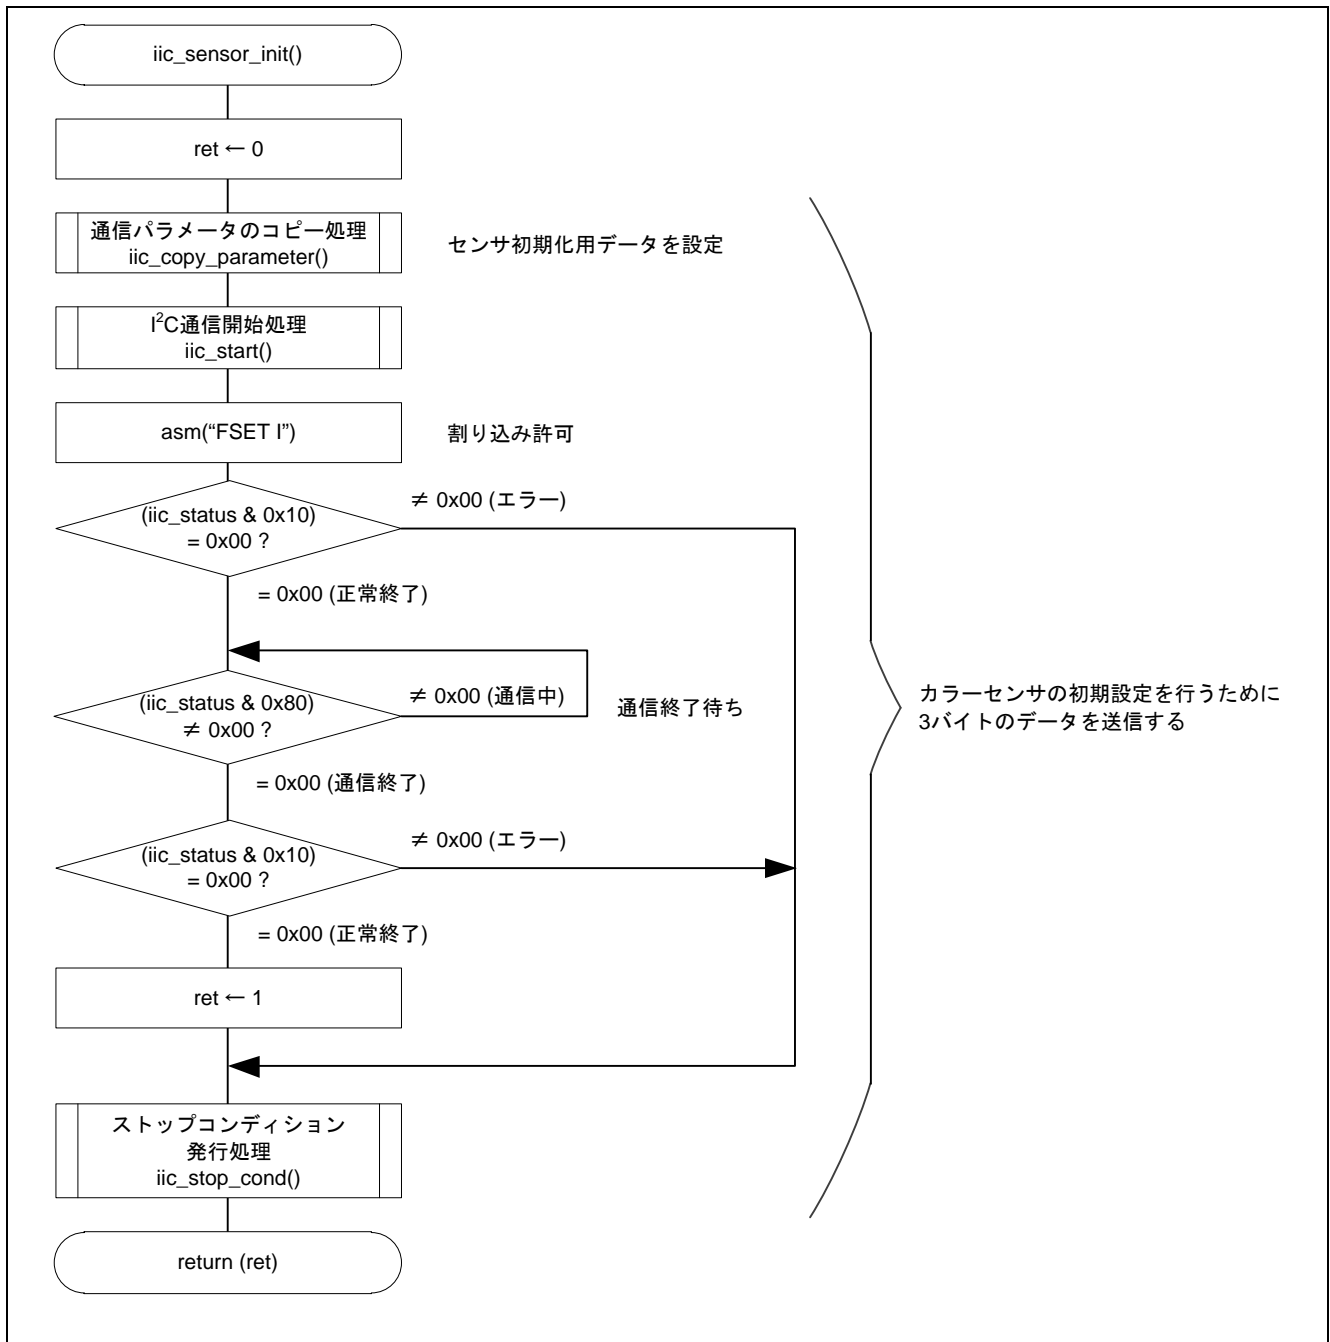 iic_sensor_init()
ret ← 0
通信パラメータのコピー処理
iic_copy_parameter()
センサ初期化用データを設定
I²C通信開始処理
iic_start()
asm(“FSET I”)
割り込み許可
(iic_status & 0x10)
= 0x00 ?
≠ 0x00 (エラー)
= 0x00 (正常終了)
(iic_status & 0x80)
≠ 0x00 ?
≠ 0x00 (通信中)
通信終了待ち
= 0x00 (通信終了)
カラーセンサの初期設定を行うために
3バイトのデータを送信する
(iic_status & 0x10)
= 0x00 ?
≠ 0x00 (エラー)
= 0x00 (正常終了)
ret ← 1
ストップコンディション
発行処理
iic_stop_cond()
return (ret)